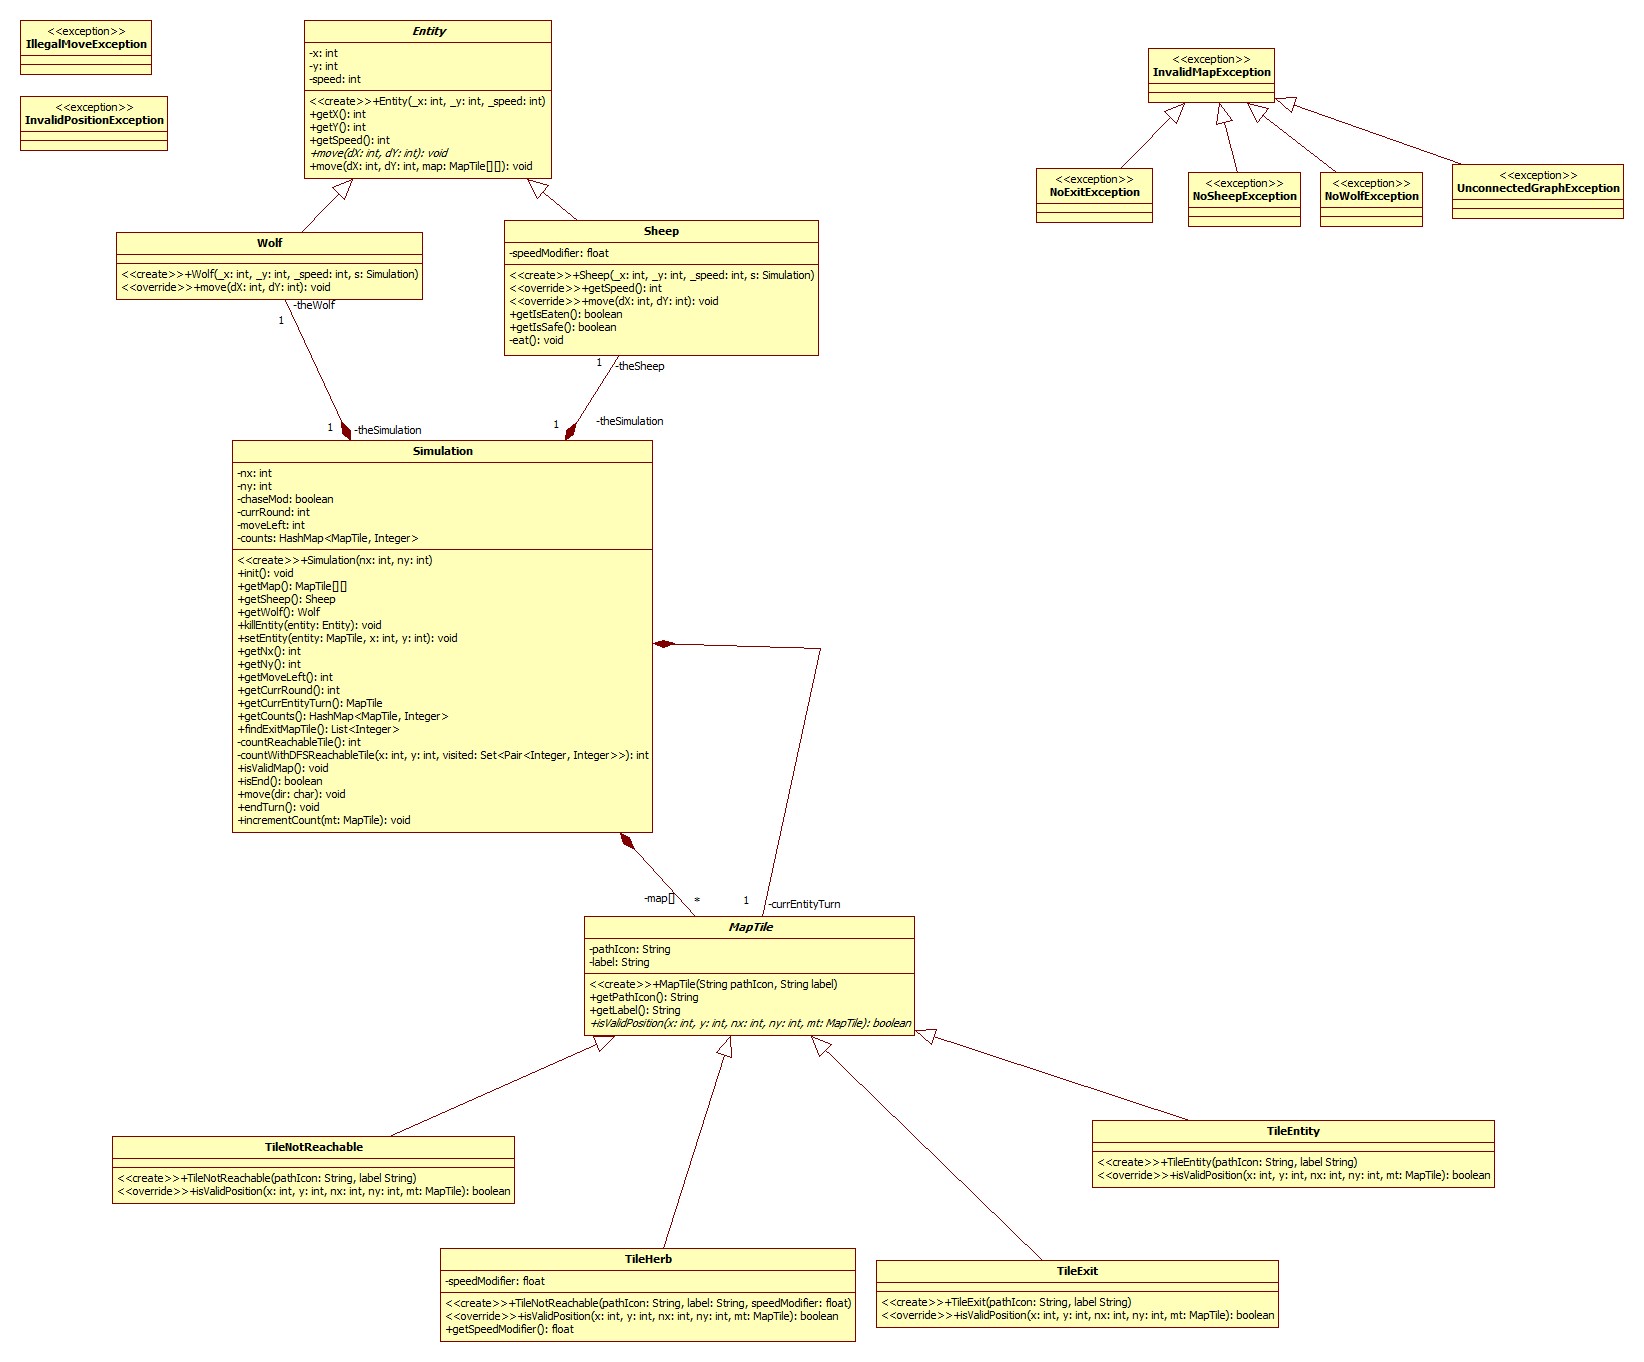 <<exception>>
IllegalMoveException
<<exception>>
InvalidPositionException
Entity
-x: int
-y: int
-speed: int
<<create>>+Entity(_x: int, _y: int, _speed: int)
+getX(): int
+getY(): int
+getSpeed(): int
+move(dX: int, dY: int): void
+move(dX: int, dY: int, map: MapTile[][]): void
<<exception>>
InvalidMapException
<<exception>>
NoExitException
<<exception>>
NoSheepException
<<exception>>
NoWolfException
<<exception>>
UnconnectedGraphException
Wolf
<<create>>+Wolf(_x: int, _y: int, _speed: int, s: Simulation)
<<override>>+move(dX: int, dY: int): void
Sheep
-speedModifier: float
<<create>>+Sheep(_x: int, _y: int, _speed: int, s: Simulation)
<<override>>+getSpeed(): int
<<override>>+move(dX: int, dY: int): void
+getIsEaten(): boolean
+getIsSafe(): boolean
-eat(): void
-theWolf
1
1
-theSheep
1
-theSimulation
1
-theSimulation
Simulation
-nx: int
-ny: int
-chaseMod: boolean
-currRound: int
-moveLeft: int
-counts: HashMap<MapTile, Integer>
<<create>>+Simulation(nx: int, ny: int)
+init(): void
+getMap(): MapTile[][]
+getSheep(): Sheep
+getWolf(): Wolf
+killEntity(entity: Entity): void
+setEntity(entity: MapTile, x: int, y: int): void
+getNx(): int
+getNy(): int
+getMoveLeft(): int
+getCurrRound(): int
+getCurrEntityTurn(): MapTile
+getCounts(): HashMap<MapTile, Integer>
+findExitMapTile(): List<Integer>
-countReachableTile(): int
-countWithDFSReachableTile(x: int, y: int, visited: Set<Pair<Integer, Integer>>): int
+isValidMap(): void
+isEnd(): boolean
+move(dir: char): void
+endTurn(): void
+incrementCount(mt: MapTile): void
-map[]
*
1
-currEntityTurn
MapTile
-pathIcon: String
-label: String
<<create>>+MapTile(String pathIcon, String label)
+getPathIcon(): String
+getLabel(): String
+isValidPosition(x: int, y: int, nx: int, ny: int, mt: MapTile): boolean
TileNotReachable
<<create>>+TileNotReachable(pathIcon: String, label String)
<<override>>+isValidPosition(x: int, y: int, nx: int, ny: int, mt: MapTile): boolean
TileEntity
<<create>>+TileEntity(pathIcon: String, label String)
<<override>>+isValidPosition(x: int, y: int, nx: int, ny: int, mt: MapTile): boolean
TileHerb
-speedModifier: float
<<create>>+TileNotReachable(pathIcon: String, label: String, speedModifier: float)
<<override>>+isValidPosition(x: int, y: int, nx: int, ny: int, mt: MapTile): boolean
+getSpeedModifier(): float
TileExit
<<create>>+TileExit(pathIcon: String, label String)
<<override>>+isValidPosition(x: int, y: int, nx: int, ny: int, mt: MapTile): boolean